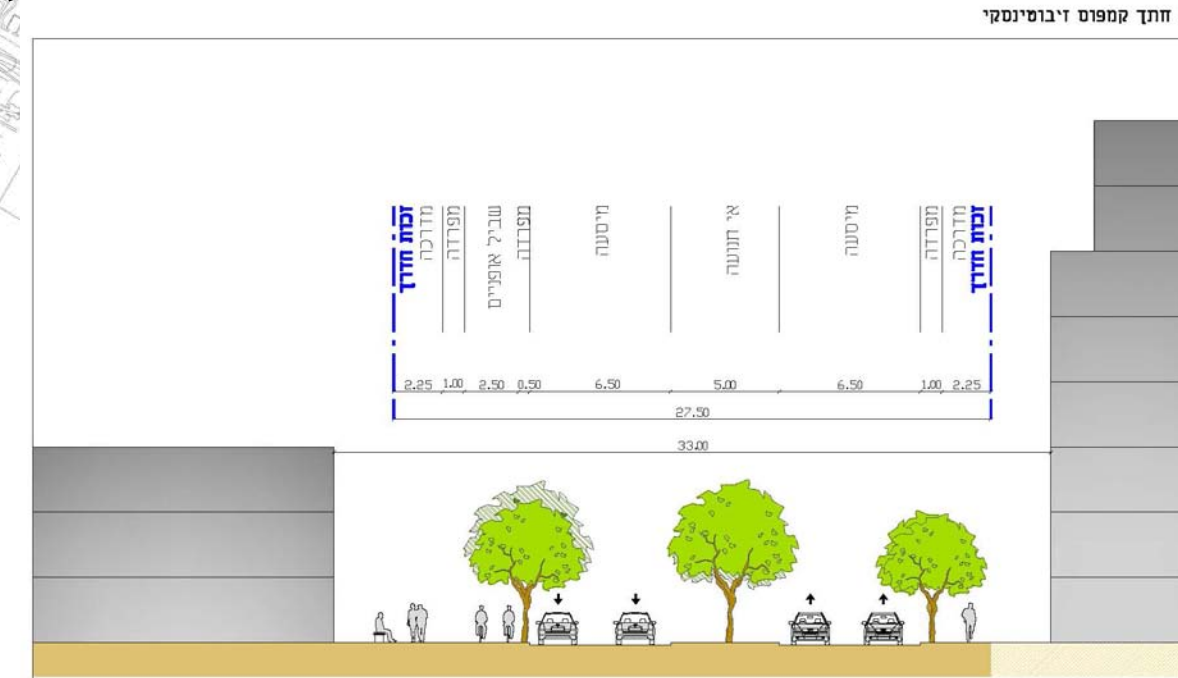 חתך קמפוס ז'בוטינסקי
זכות הדרך
מדרכה
מפרדה
מיסעה
אי תנועה
מיסעה
מפרדה
שביל אופניים
מפרדה
מדרכה
זכות הדרך
2.25 1.00 2.50 0.50 6.50 5.00 6.50 1.00 2.25
27.50
33.00